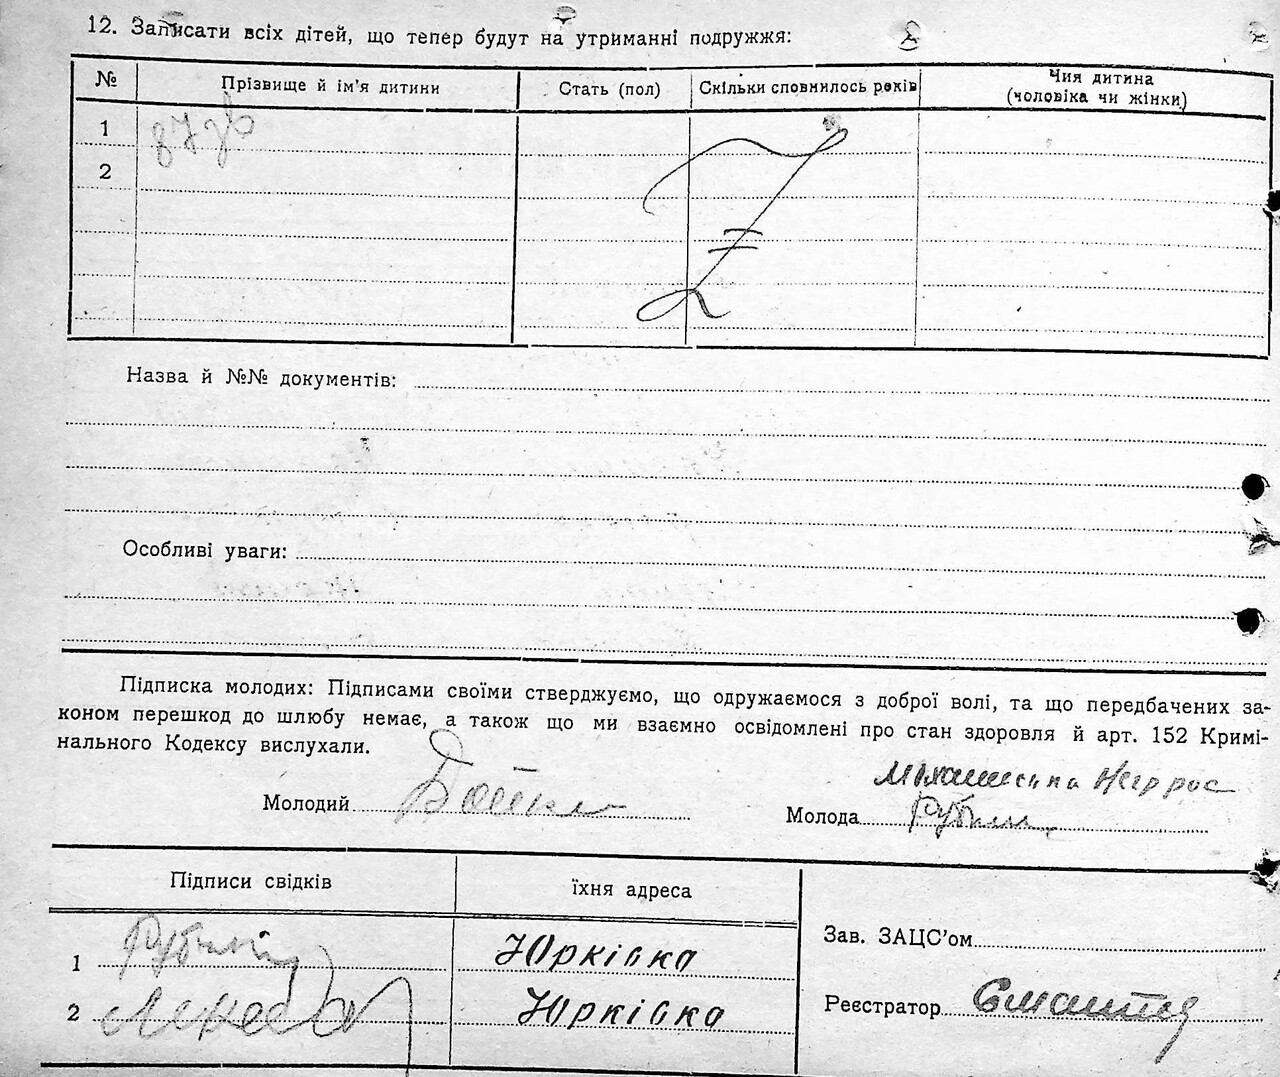 12. Записати всіх дітей, що тепер будут на утриманні подружжя:
№ Прізвище й ім'я дитини Стать (пол) Скільки сповнилось років Чия дитина (чоловіка чи жінки)
1
2
Назва й №№ документів:
Особливі уваги:
Підписка молодих: Підписами своїми стверджуємо, що одружаємося з доброї волі, та що передбачених за-
коном перешкод до шлюбу немає, а також що ми взаємно освідомлені про стан здоровля й арт. 152 Кримі-
нального Кодексу вислухали.
Молодий Бойко Молода
Підписи свідків їхня адреса
1 Юрківка Зав. ЗАЦС'ом
2 Юрківка Реєстратор